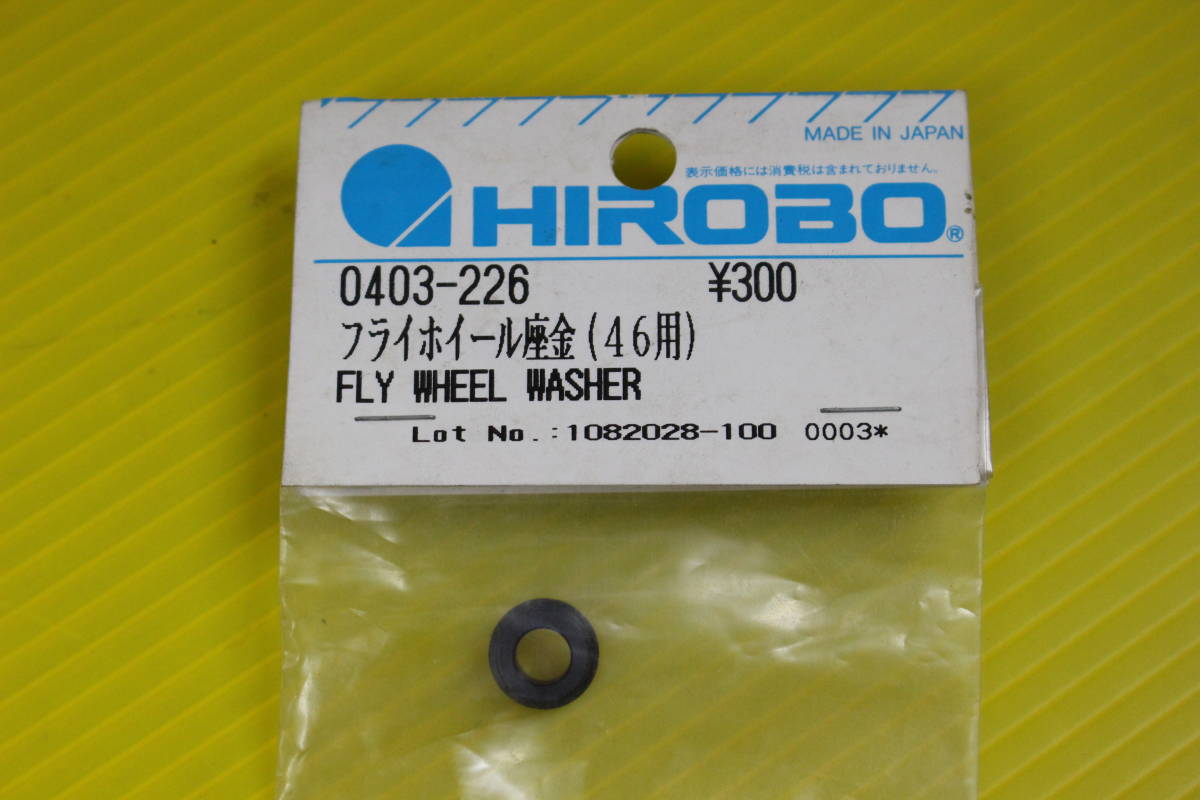 MADE IN JAPAN
表示価格には消費税は含まれておりません。
HIROBO®
0403-226 ¥300
フライホイール座金(46用)
FLY WHEEL WASHER
Lot No.:1082028-100 0003*